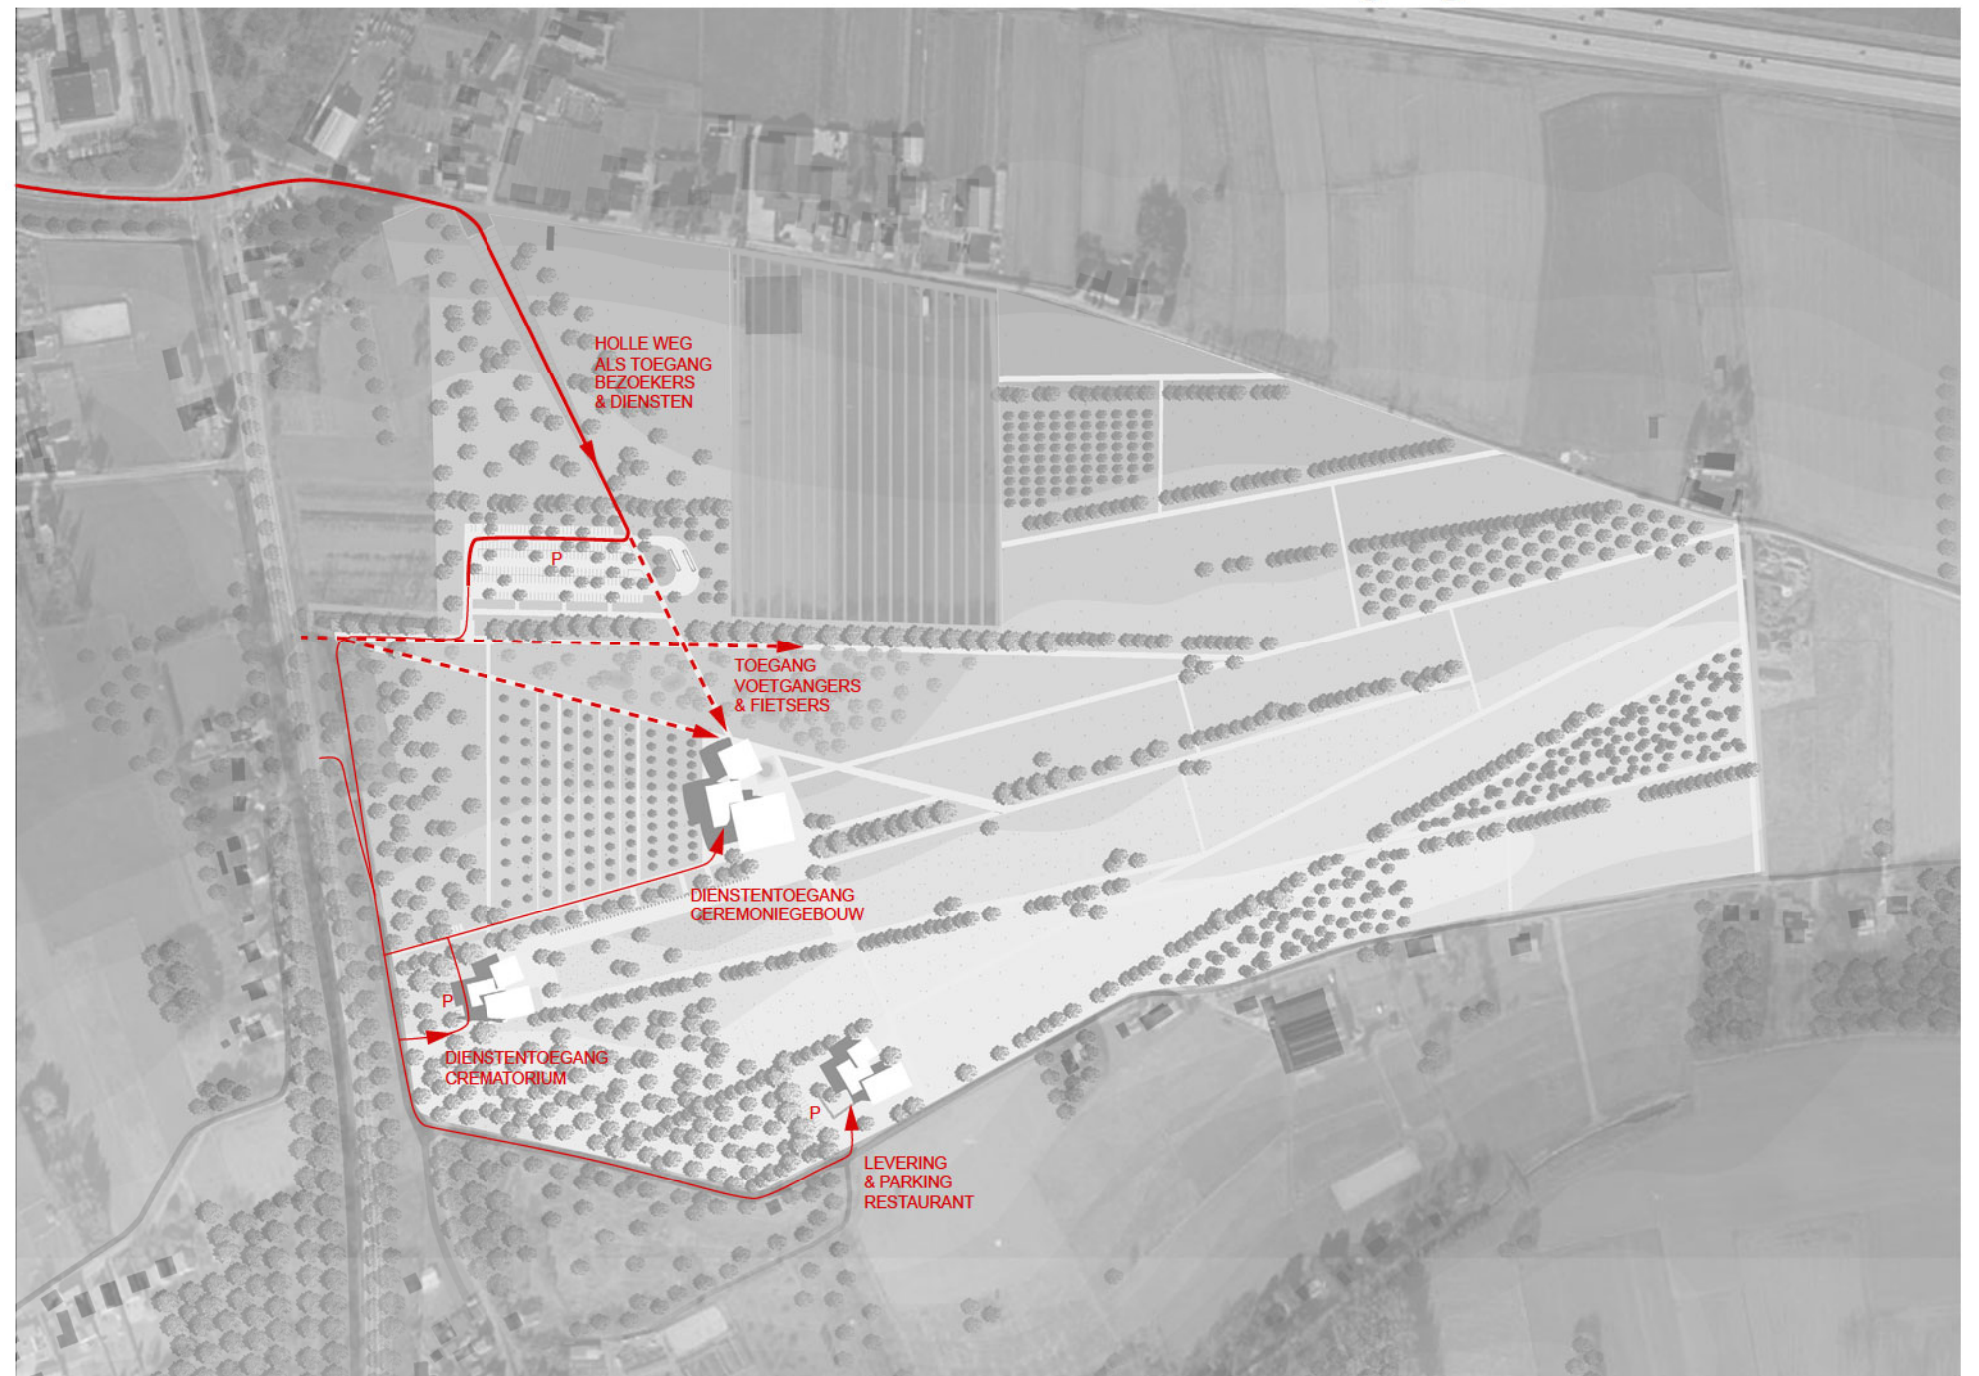 HOLLE WEG
ALS TOEGANG
BEZOEKERS
& DIENSTEN
P
TOEGANG
VOETGANGERS
& FIETSERS
DIENSTENTOEGANG
CEREMONIEGEBOUW
P
DIENSTENTOEGANG
CREMATORIUM
P
LEVERING
& PARKING
RESTAURANT